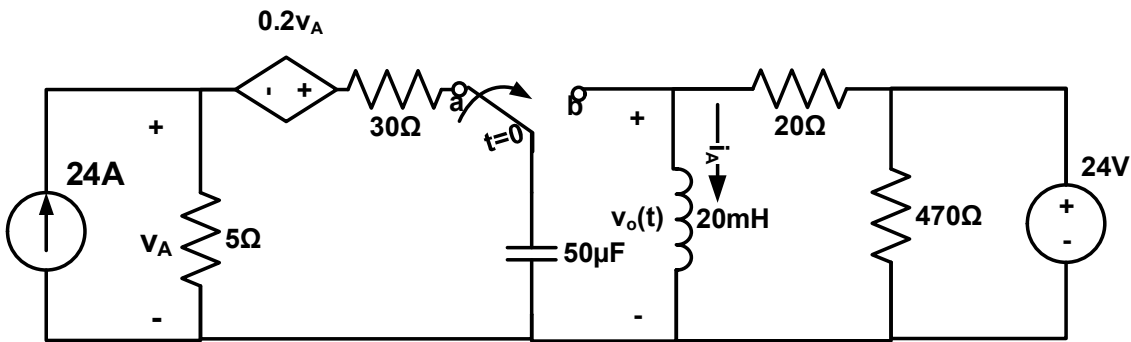 0.2vA
- +
a
30Ω
t=0
b
+
+
iA
20Ω
24A
vA
5Ω
50μF
vo(t)
20mH
470Ω
24V
+
-
-
-